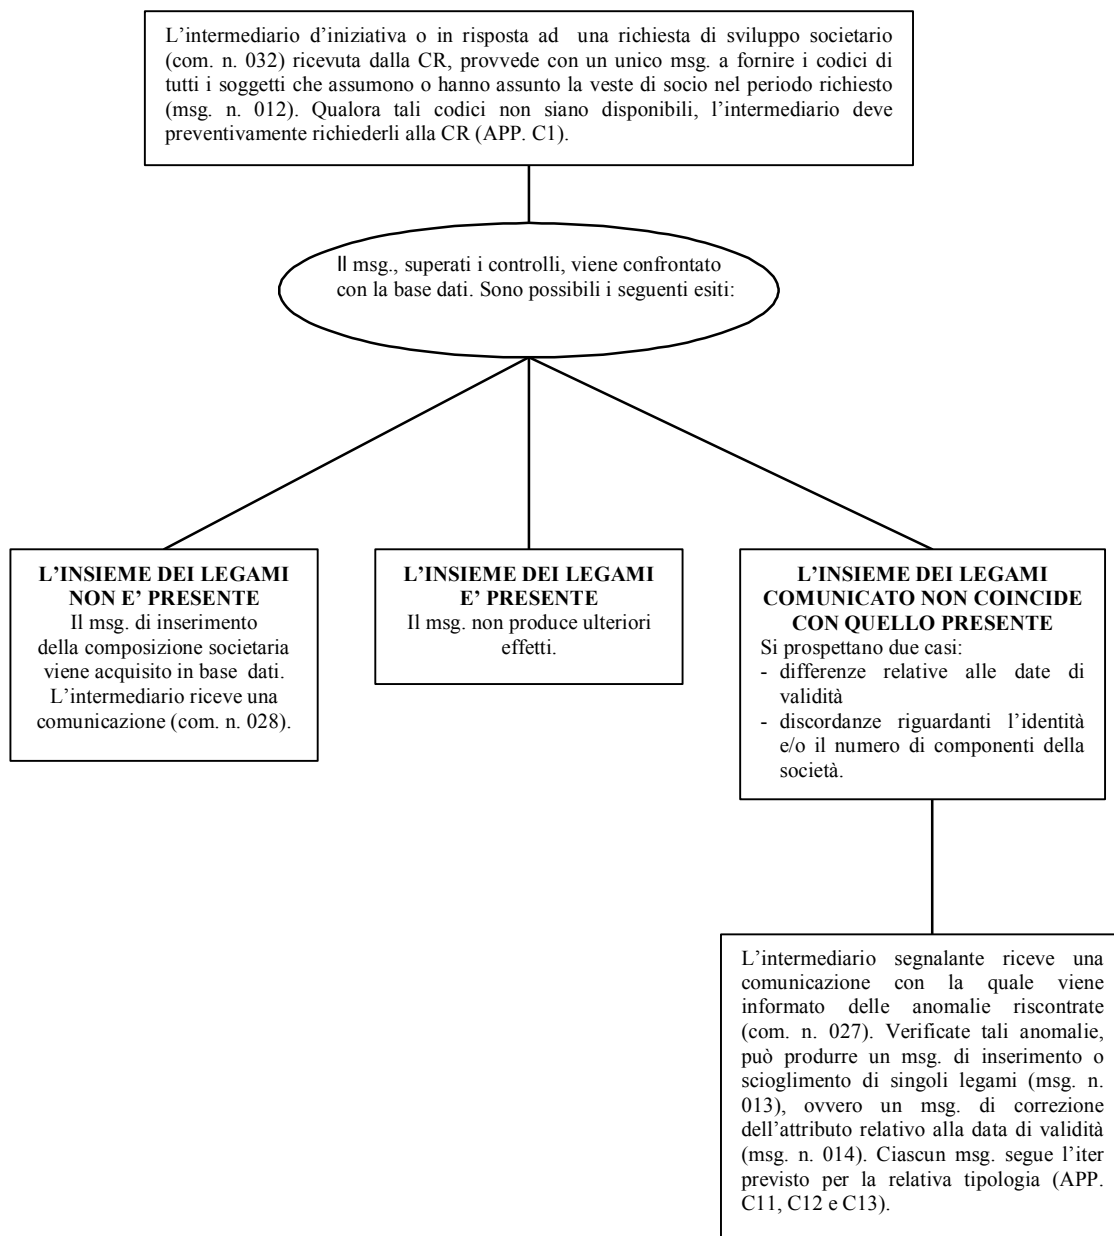 L’intermediario d’iniziativa o in risposta ad una richiesta di sviluppo societario
(com. n. 032) ricevuta dalla CR, provvede con un unico msg. a fornire i codici di
tutti i soggetti che assumono o hanno assunto la veste di socio nel periodo richiesto
(msg. n. 012). Qualora tali codici non siano disponibili, l’intermediario deve
preventivamente richiederli alla CR (APP. C1).
Il msg., superati i controlli, viene confrontato
con la base dati. Sono possibili i seguenti esiti:
L’INSIEME DEI LEGAMI
NON E’ PRESENTE
Il msg. di inserimento
della composizione societaria
viene acquisito in base dati.
L’intermediario riceve una
comunicazione (com. n. 028).
L’INSIEME DEI LEGAMI
E’ PRESENTE
Il msg. non produce ulteriori
effetti.
L’INSIEME DEI LEGAMI
COMUNICATO NON COINCIDE
CON QUELLO PRESENTE
Si prospettano due casi:
- differenze relative alle date di
validità
- discordanze riguardanti l’identità
e/o il numero di componenti della
società.
L’intermediario segnalante riceve una
comunicazione con la quale viene
informato delle anomalie riscontrate
(com. n. 027). Verificate tali anomalie,
può produrre un msg. di inserimento o
scioglimento di singoli legami (msg. n.
013), ovvero un msg. di correzione
dell’attributo relativo alla data di validità
(msg. n. 014). Ciascun msg. segue l’iter
previsto per la relativa tipologia (APP.
C11, C12 e C13).